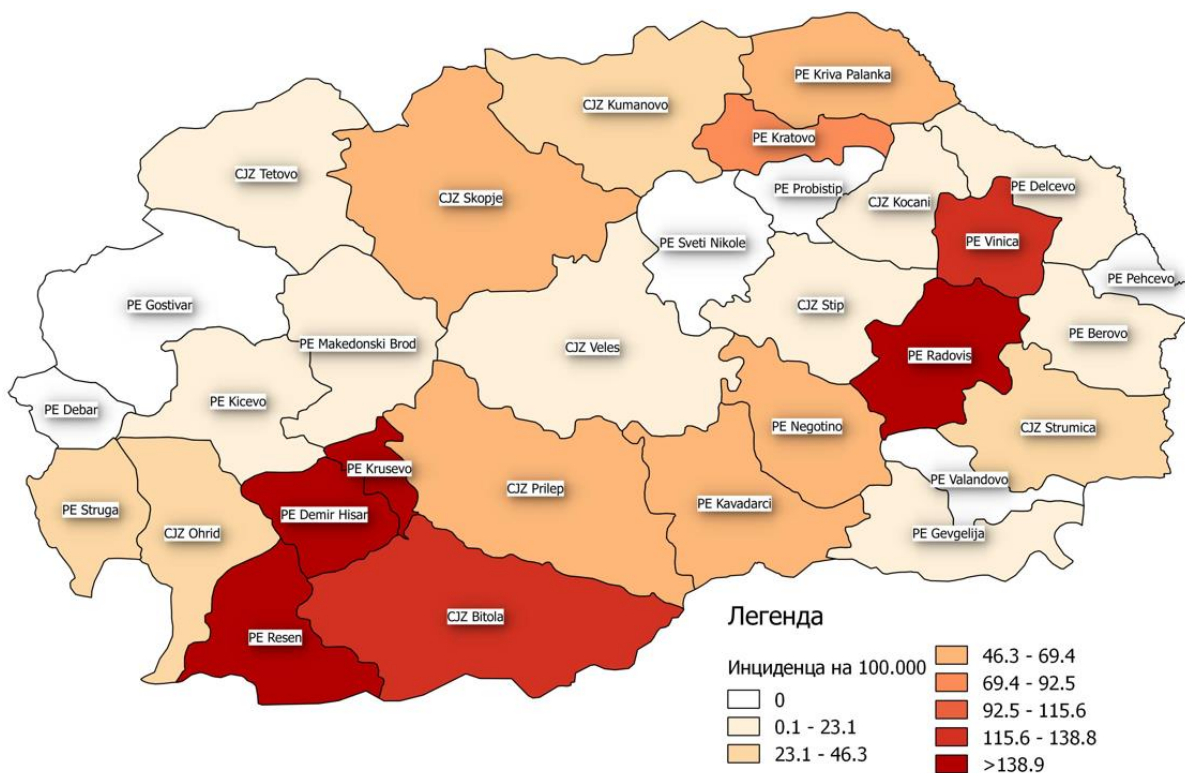 PE Kriva Palanka
CJZ Kumanovo
PE Kratovo
CJZ Tetovo
PE Probistip
PE Delcevo
CJZ Skopje
CJZ Kocani
PE Sveti Nikole
PE Vinica
PE Pehcevo
PE Gostivar
CJZ Stip
PE Berovo
PE Makedonski Brod
CJZ Veles
PE Radovis
PE Debar
PE Kicevo
PE Negotino
CJZ Strumica
PE Krusevo
CJZ Prilep
PE Valandovo
PE Kavadarci
PE Struga
PE Demir Hisar
CJZ Ohrid
PE Gevgelija
CJZ Bitola
PE Resen
Легенда
Инциденца на 100.000
0
0.1 - 23.1
23.1 - 46.3
46.3 - 69.4
69.4 - 92.5
92.5 - 115.6
115.6 - 138.8
>138.9